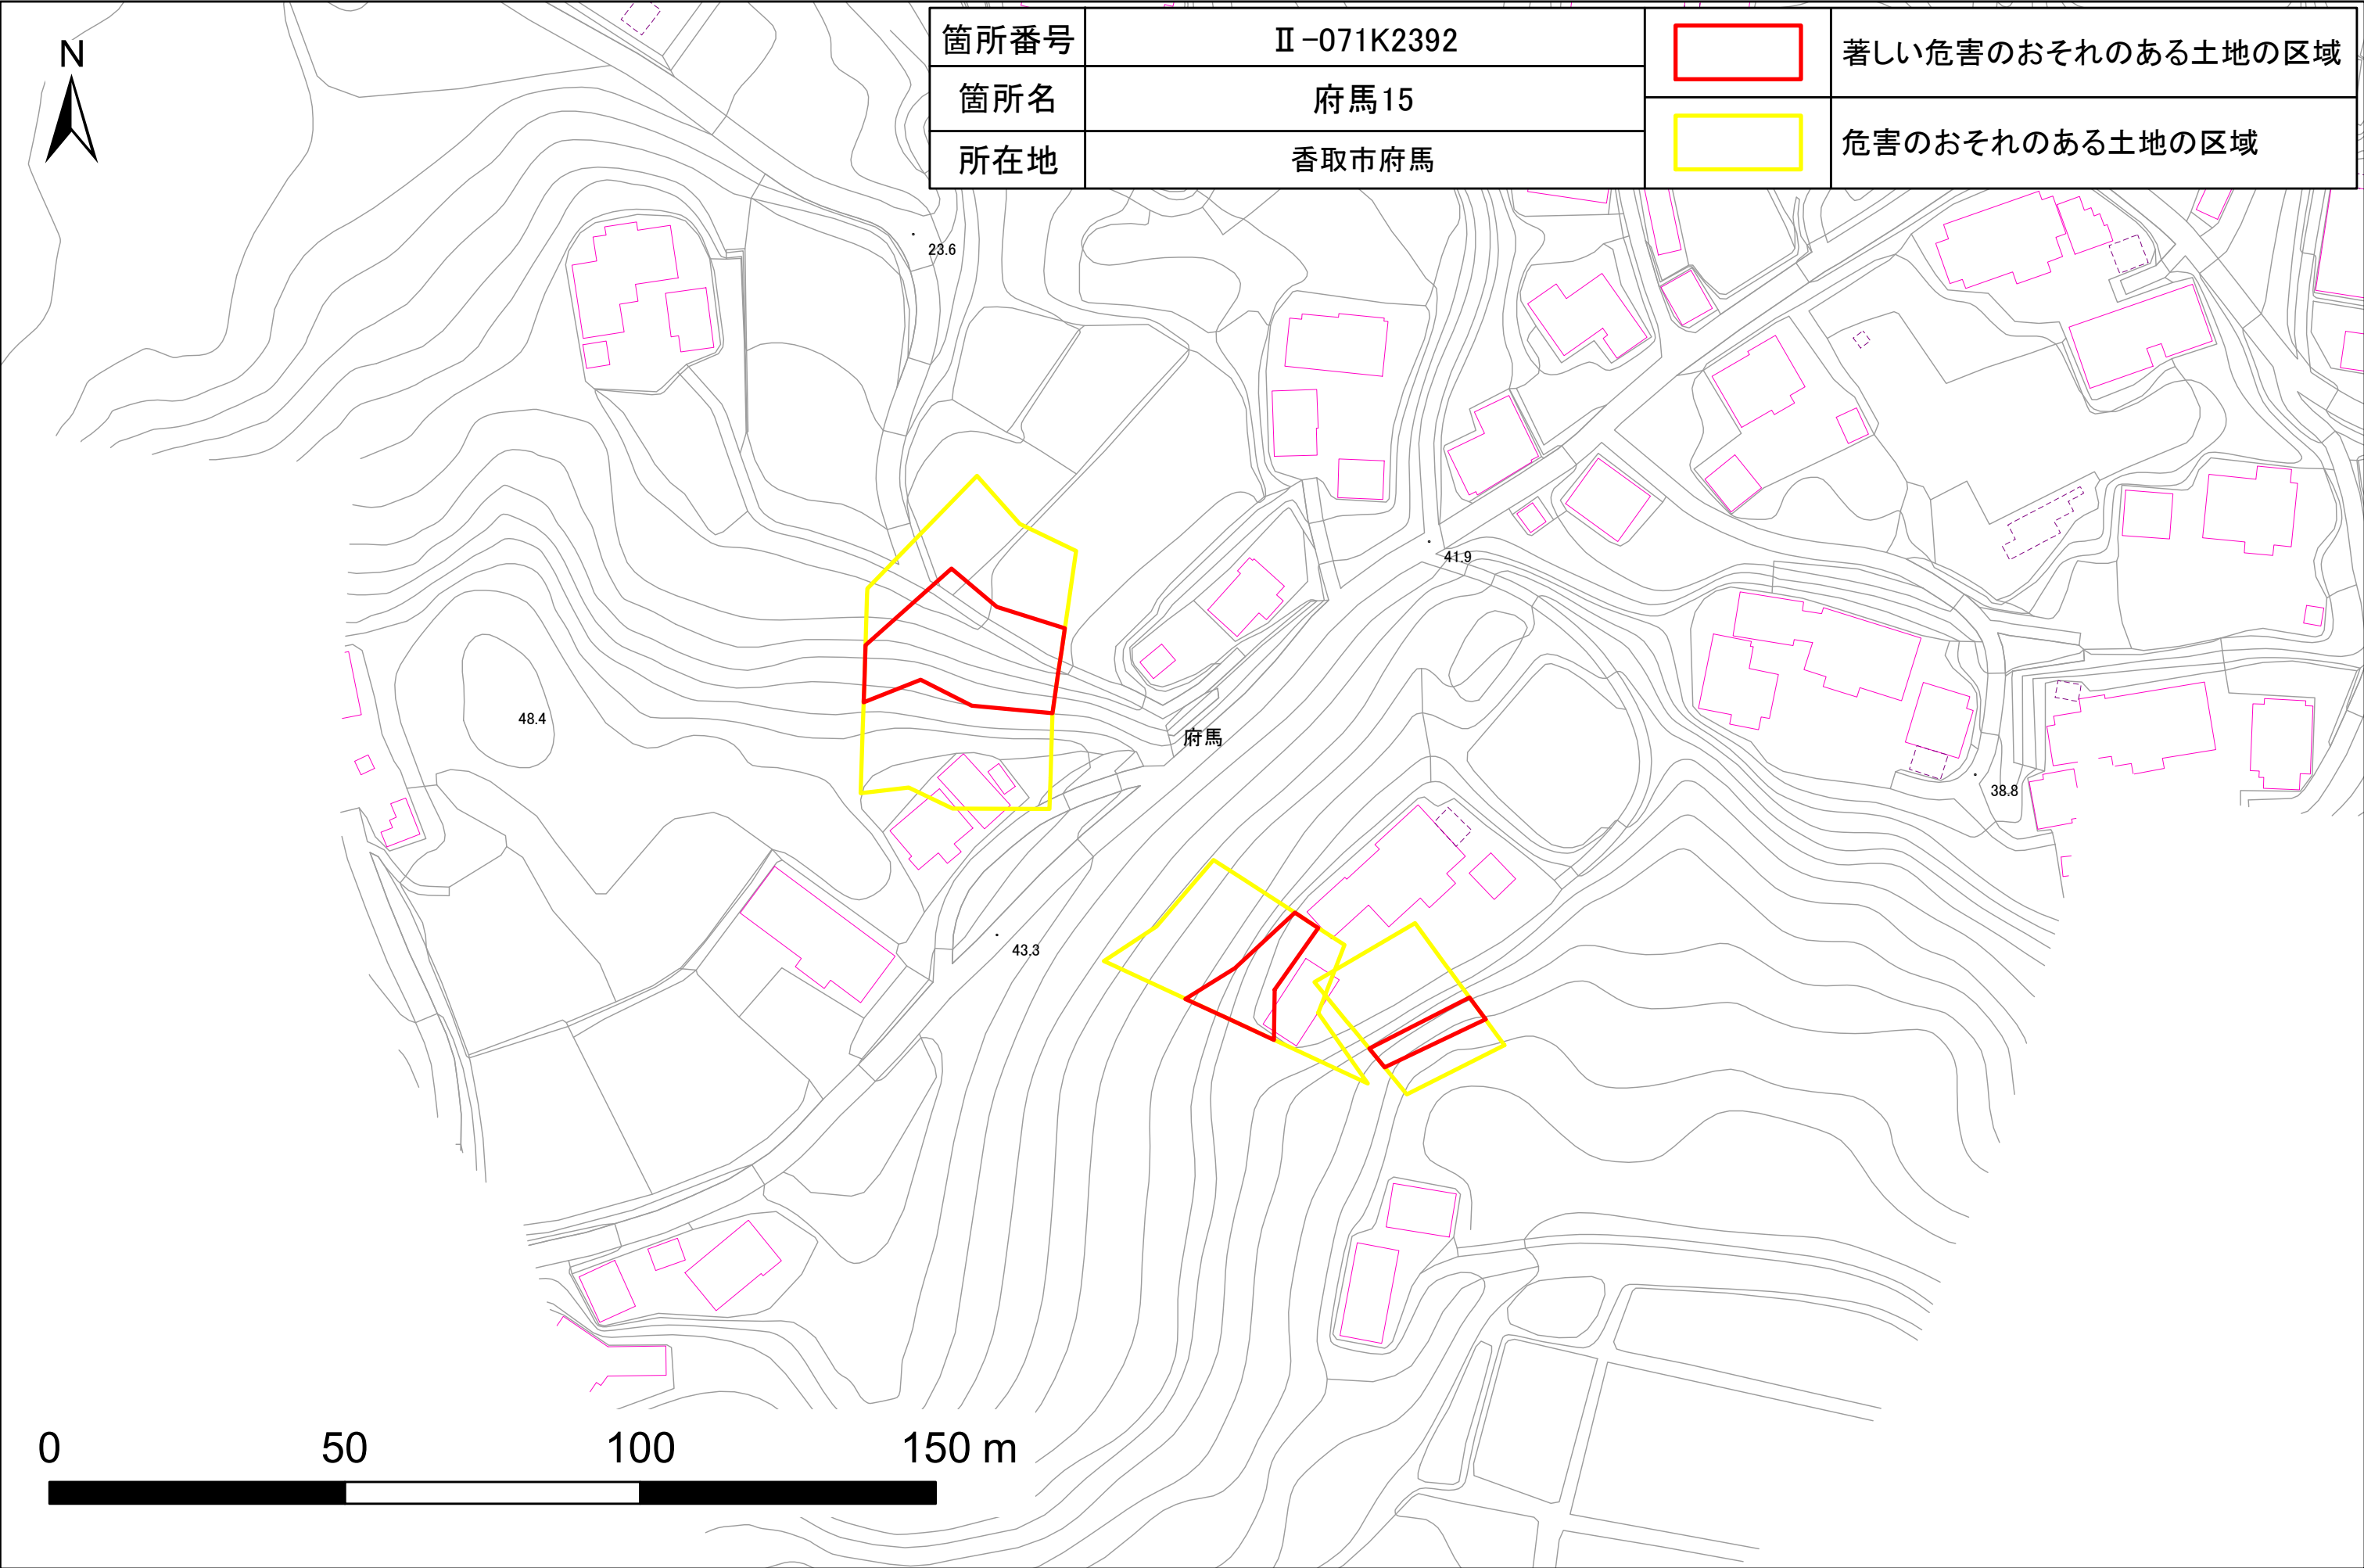 N
箇所番号 Ⅱ-071K2392
箇所名 府馬15
所在地 香取市府馬
著しい危害のおそれのある土地の区域
危害のおそれのある土地の区域
23.6
41.9
48.4
府馬
38.8
43.3
0 50 100 150 m